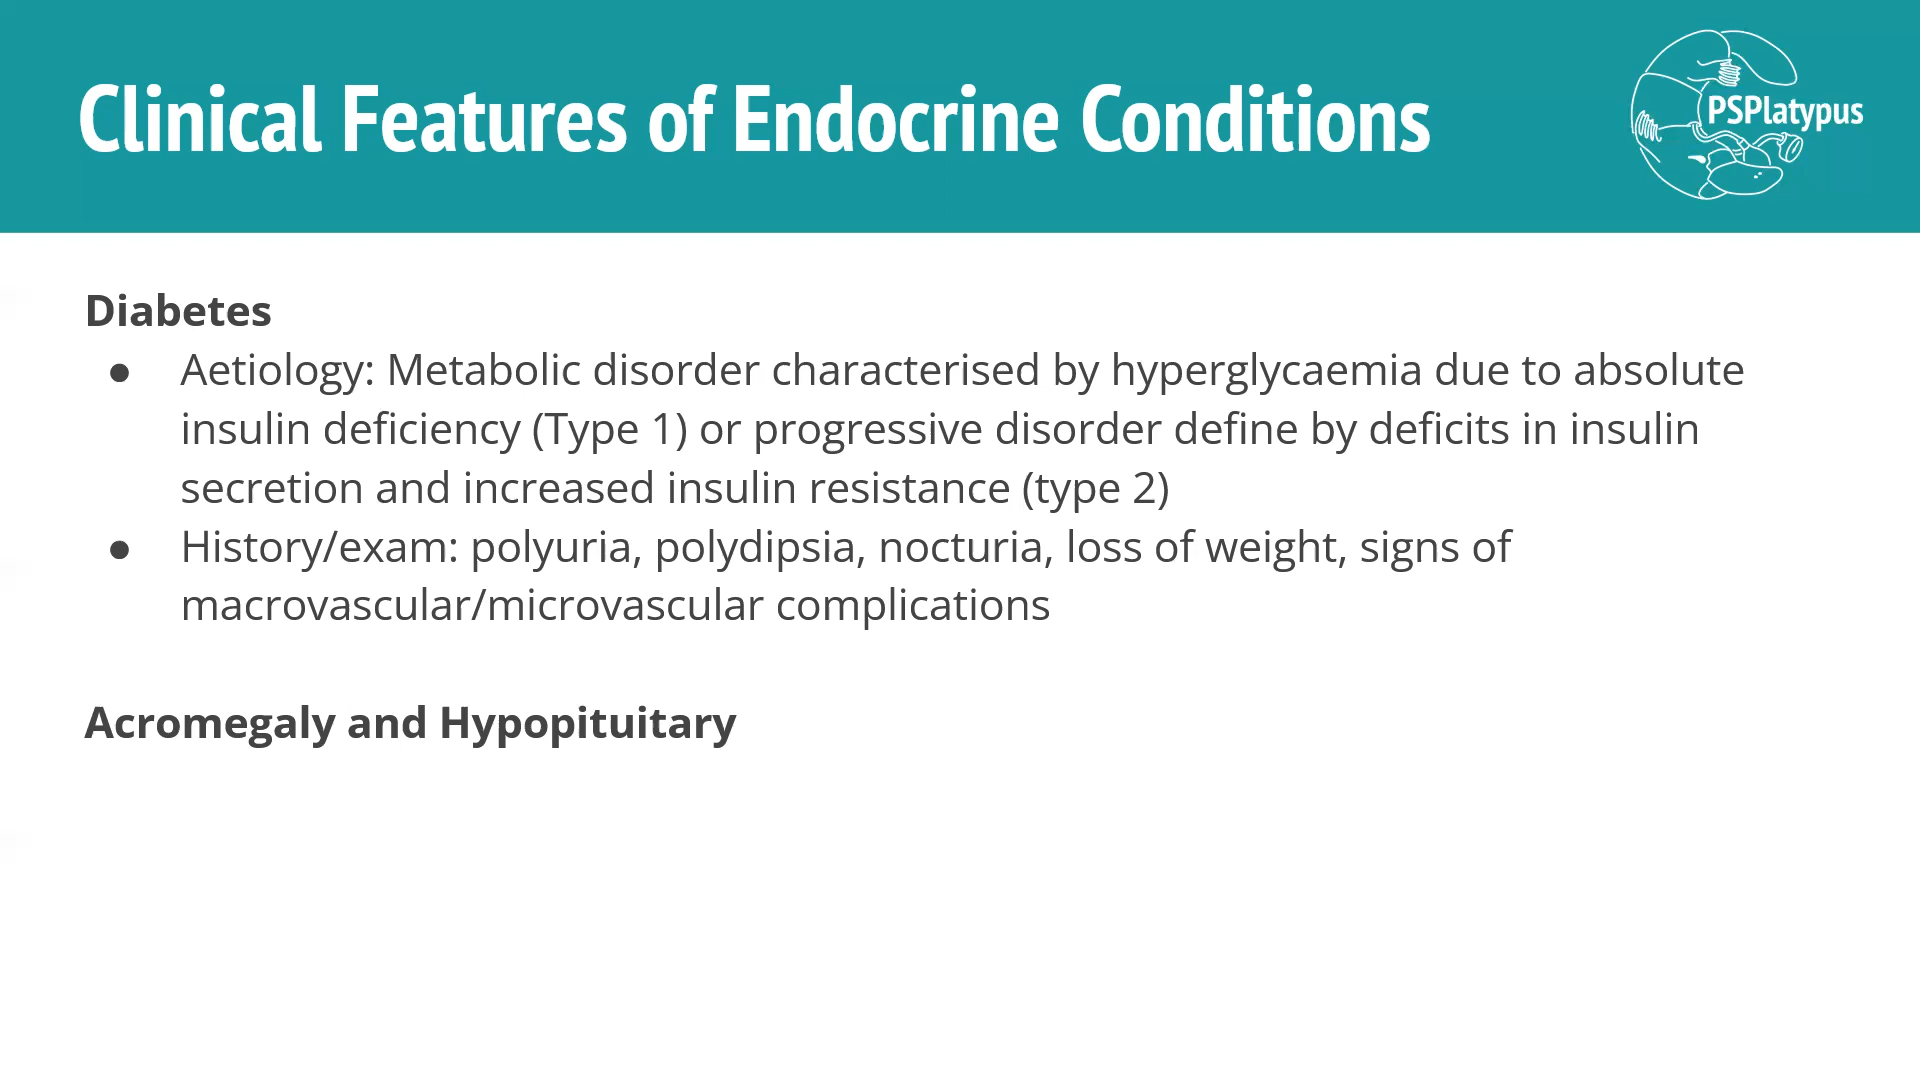 Clinical Features of Endocrine Conditions
PSPlatypus
Diabetes
● Aetiology: Metabolic disorder characterised by hyperglycaemia due to absolute
insulin deficiency (Type 1) or progressive disorder define by deficits in insulin
secretion and increased insulin resistance (type 2)
● History/exam: polyuria, polydipsia, nocturia, loss of weight, signs of
macrovascular/microvascular complications
Acromegaly and Hypopituitary